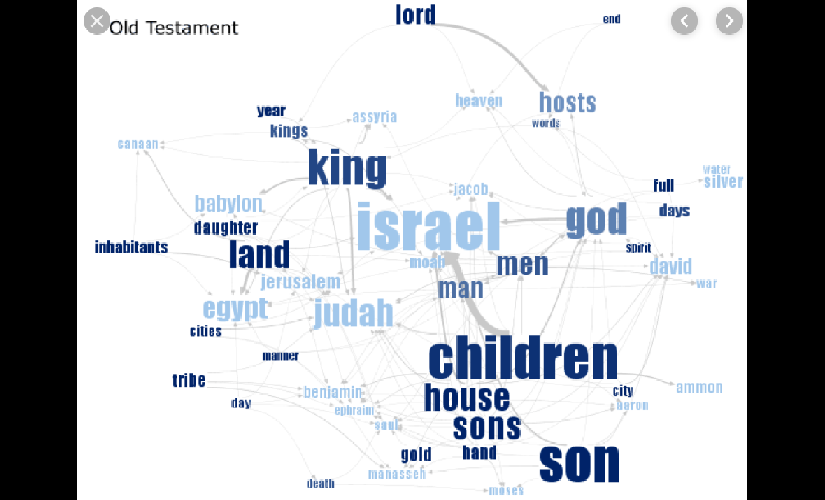 lord
end
Old Testament
heaven
hosts
year
assyria
words
kings
canaan
king
water
full
silver
jacob
babylon
israel
god
days
daughter
inhabitants
land
spirit
moab
men
david
jerusalem
man
war
egypt
judah
cities
manner
children
tribe
benjamin
house
city
ammon
day
ephraim
aaron
saul
sons
gold
hand
son
manasseh
death
moses